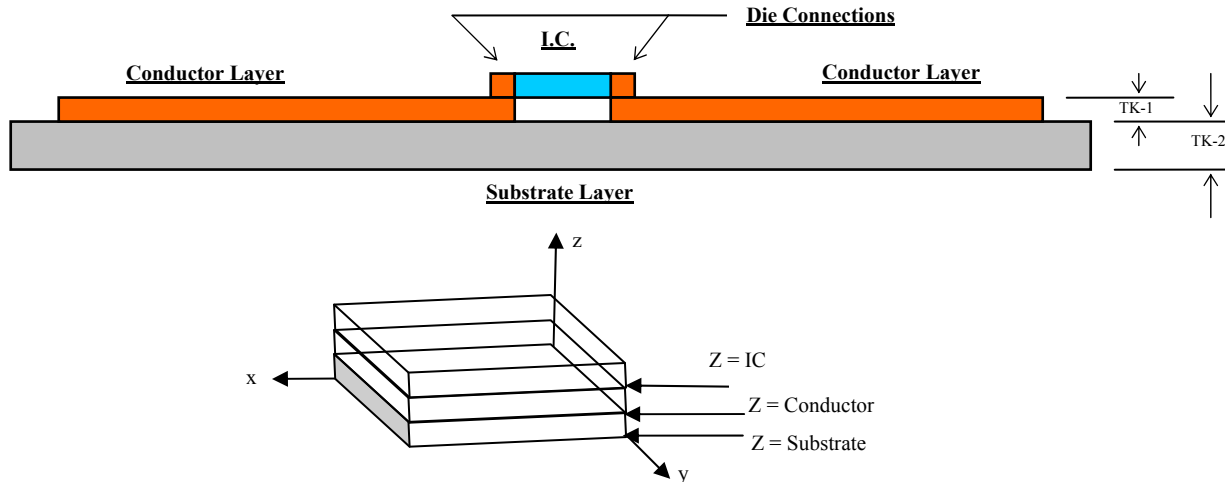 Die Connections
I.C.
Conductor Layer
Conductor Layer
TK-1
TK-2
Substrate Layer
z
Z = IC
x
Z = Conductor
Z = Substrate
y